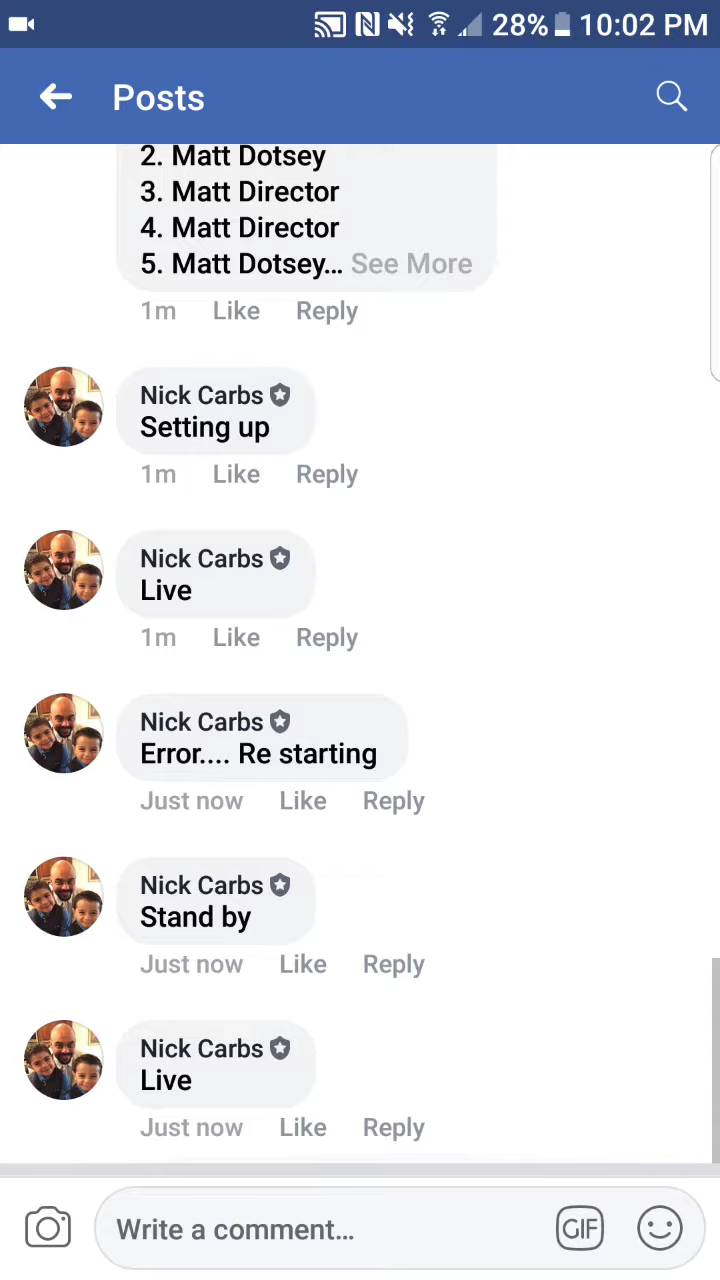 28% 10:02 PM
Posts
2. Matt Dotsey
3. Matt Director
4. Matt Director
5. Matt Dotsey... See More
1m Like Reply
Nick Carbs
Setting up
1m Like Reply
Nick Carbs
Live
1m Like Reply
Nick Carbs
Error.... Re starting
Just now Like Reply
Nick Carbs
Stand by
Just now Like Reply
Nick Carbs
Live
Just now Like Reply
Write a comment... GIF